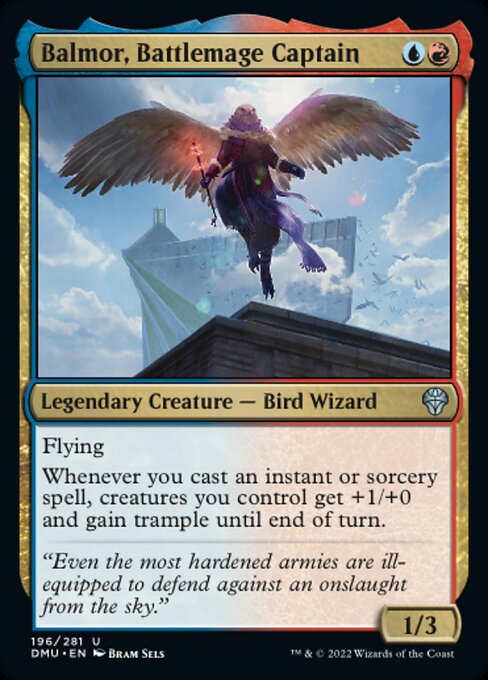 Balmor, Battlemage Captain
Legendary Creature — Bird Wizard
Flying
Whenever you cast an instant or sorcery
spell, creatures you control get +1/+0
and gain trample until end of turn.
“Even the most hardened armies are ill-
equipped to defend against an onslaught
from the sky.”
1/3
196/281 U
DMU • EN Bram Sels
™ & © 2022 Wizards of the Coast